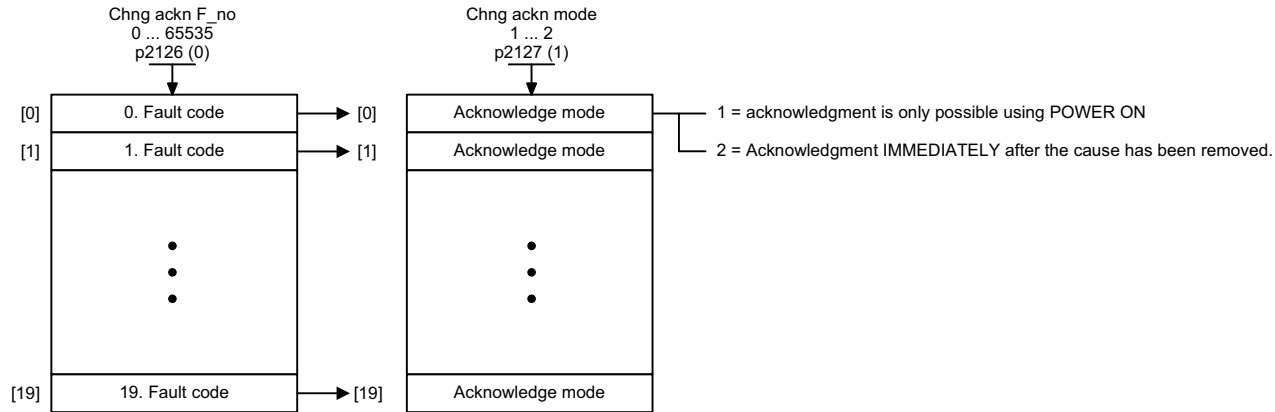 Chng ackn F_no
0 ... 65535
p2126 (0)
Chng ackn mode
1 ... 2
p2127 (1)
[0] 0. Fault code [0] Acknowledge mode 1 = acknowledgment is only possible using POWER ON
[1] 1. Fault code [1] Acknowledge mode 2 = Acknowledgment IMMEDIATELY after the cause has been removed.
[19] 19. Fault code [19] Acknowledge mode